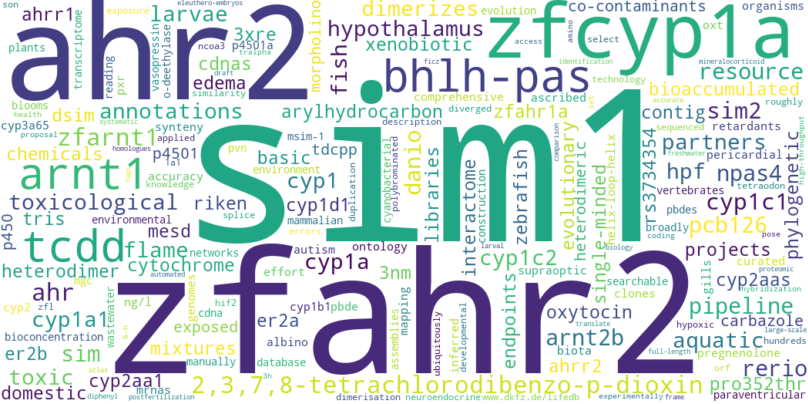 ahrr1
ahr2
larvae
3xre
p4501a
cdnas
edema
plants
transcriptome
reading
pxr
vasopressin
o-deethylase
ncoa3
draft
similarity
exposure
eleuthero-embryos
son
morpholino
fish
dimerizes
evolution
hypothalamus
xenobiotic
tralpha
bhlh-pas
access
ficz
amino
select
oxt
co-contaminants
organisms
zfcyp1a
identification
resource
technology
bioaccumulated
mineralocorticoid
blooms
health
dsim
annotations
arylhydrocarbon
comprehensive
ascribed
diverged
zfahr1a
set
contig
sim2
accurate
roughly
cyp3a65
proposal
systematic
homologues
applied
zfarnt1
synteny
msim-1
description
sequenced
retardants
partners
chemicals
p4501
1a1
pvn
basic
tdcpp
duplication
cyanobacterial
polybrominated
danio
libraries
interactome
construction
zebrafish
comparison
evolutionary
heterodimeric
helix-loop-helix
single-minded
rs3734354
pericardial
freshwater
tetraodon
high-throughput
phylogenetic
hpf
npas4
arnt1
accuracy
knowledge
environment
cyp1
toxicological
riken
splice
mammalian
cyp1d1
vertebrates
pbdes
cyp1c1
broadly
coding
pose
environmental
mesd
errors
sim1
larval
biology
pcb126
p450
tris
tcdd
flame
networks
autism
ontology
cyp1c2
supraoptic
projects
curated
heterodimer
cytochrome
effort
cyp1a
3nm
searchable
clones
gills
cyp2aas
proteomic
automated
mgc
ahr
zfahr2
wastewater
ng/l
genomes
hif2
cyp1b1
pbde
mapping
assemblies
ubiquitously
inferred
developmental
endpoints
hybridization
pipeline
cyp2
zfl
cdna
er2a
oxytocin
translate
hypoxic
carbazole
cyp1a1
exposed
arnt2b
aquatic
large-scale
hundreds
bioconcentration
mixtures
albino
biota
pregnenolone
er2b
sim
manually
database
ahrr2
full-length
orf
rerio
toxic
cyp2aa1
atlas
3h
2,3,7,8-tetrachlorodibenzo-p-dioxin
pro352thr
domestic
mrnas
diphenyl
postfertilization
dimerisation
neuroendocrine
www.dkfz.de/lifedb
experimentally
frame
paraventricular